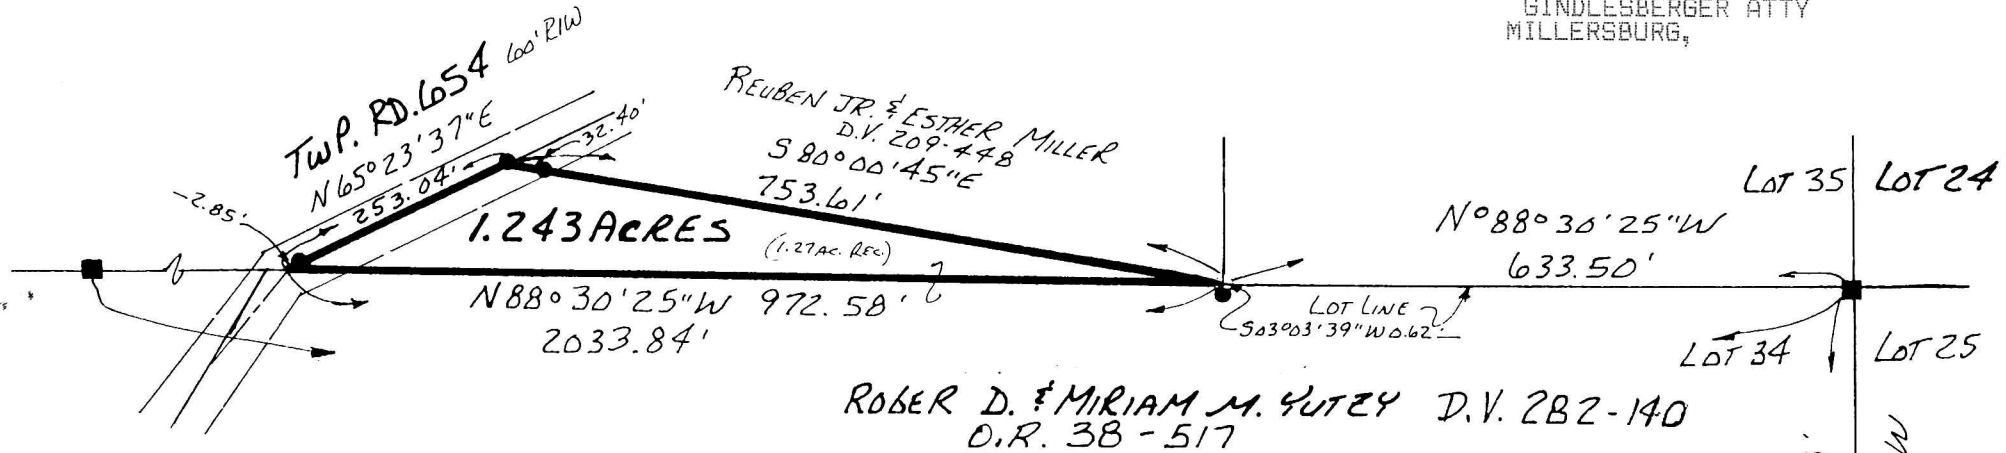 GINDLESBERGER ATTY
MILLERSBURG,
TWP. RD. 654 60' R/W
N 65° 23' 37" E
253.04'
32.40'
2.85'
REUBEN JR. & ESTHER MILLER
D.V. 209-448
S 80° 00' 45" E
753.61'
1.243 ACRES
(1.27 AC. REC.)
LOT 35 LOT 24
N° 88° 30' 25" W
633.50'
N 88° 30' 25" W 972.58'
2033.84'
LOT LINE
S 03° 03' 39" W 0.62'
LOT 34 LOT 25
ROGER D. & MIRIAM M. YUTZY D.V. 282-140
O.R. 38-517
W